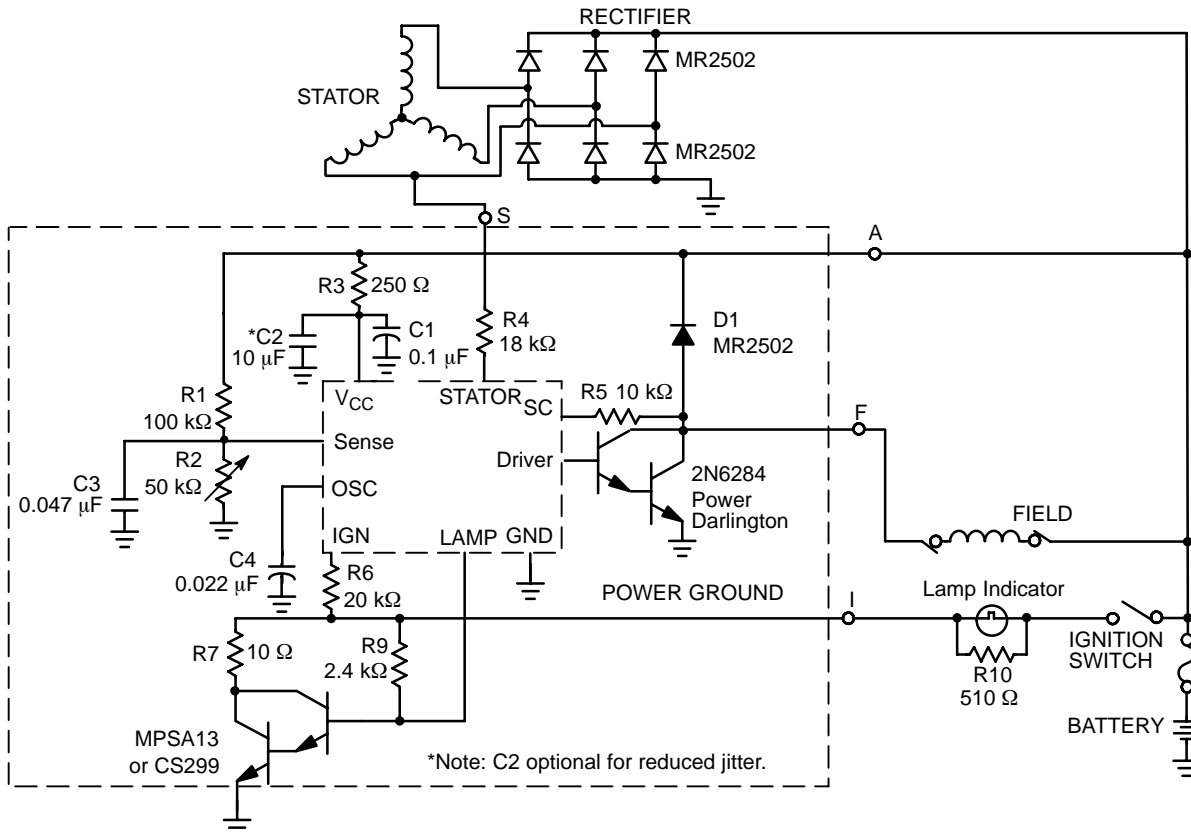 RECTIFIER
MR2502
STATOR
MR2502
S
A
R3
250 Ω
*C2
10 μF
C1
0.1 μF
R4
18 kΩ
D1
MR2502
R1
100 kΩ
VCC
STATOR
SC
R5 10 kΩ
F
Sense
Driver
R2
50 kΩ
C3
0.047 μF
OSC
2N6284
Power
Darlington
FIELD
IGN
LAMP
GND
C4
0.022 μF
R6
20 kΩ
POWER GROUND
I
Lamp Indicator
R7
10 Ω
R9
2.4 kΩ
R10
510 Ω
IGNITION
SWITCH
MPSA13
or CS299
BATTERY
*Note: C2 optional for reduced jitter.